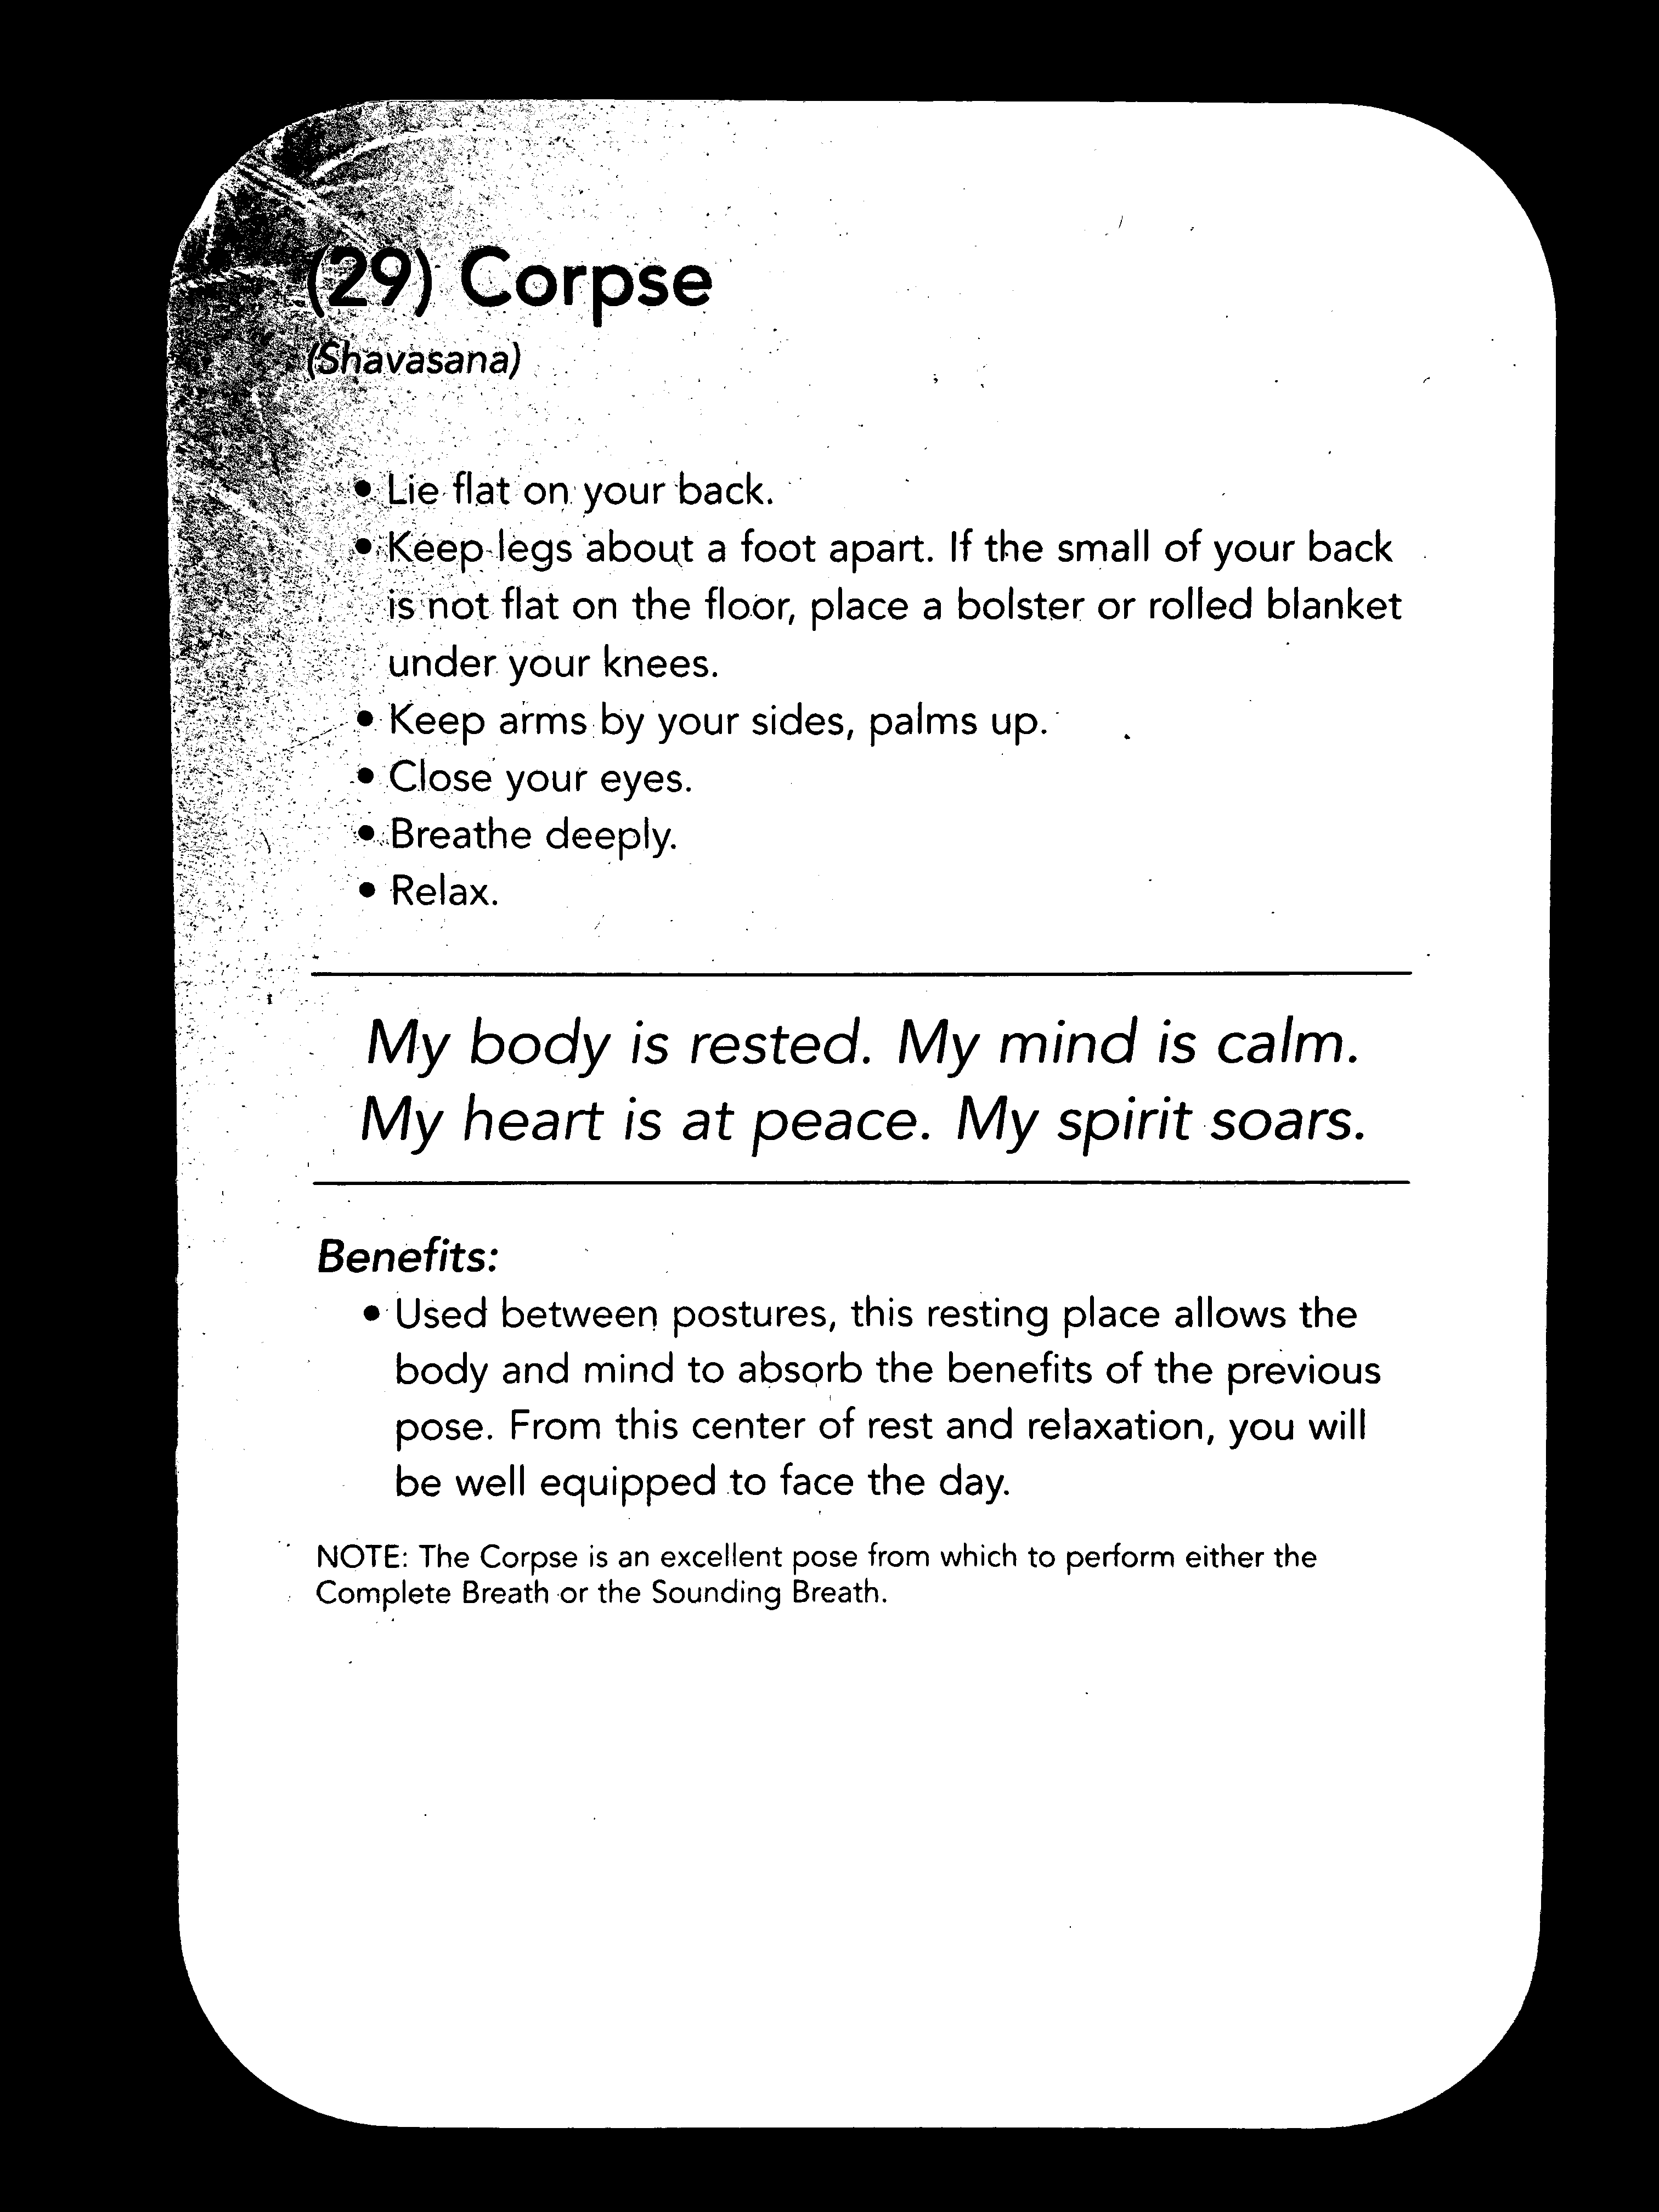 (29) Corpse
(Shavasana)
• Lie flat on your back.
• Keep legs about a foot apart. If the small of your back
is not flat on the floor, place a bolster or rolled blanket
under your knees.
• Keep arms by your sides, palms up.
• Close your eyes.
• Breathe deeply.
• Relax.
My body is rested. My mind is calm.
My heart is at peace. My spirit soars.
Benefits:
• Used between postures, this resting place allows the
body and mind to absorb the benefits of the previous
pose. From this center of rest and relaxation, you will
be well equipped to face the day.
NOTE: The Corpse is an excellent pose from which to perform either the
Complete Breath or the Sounding Breath.